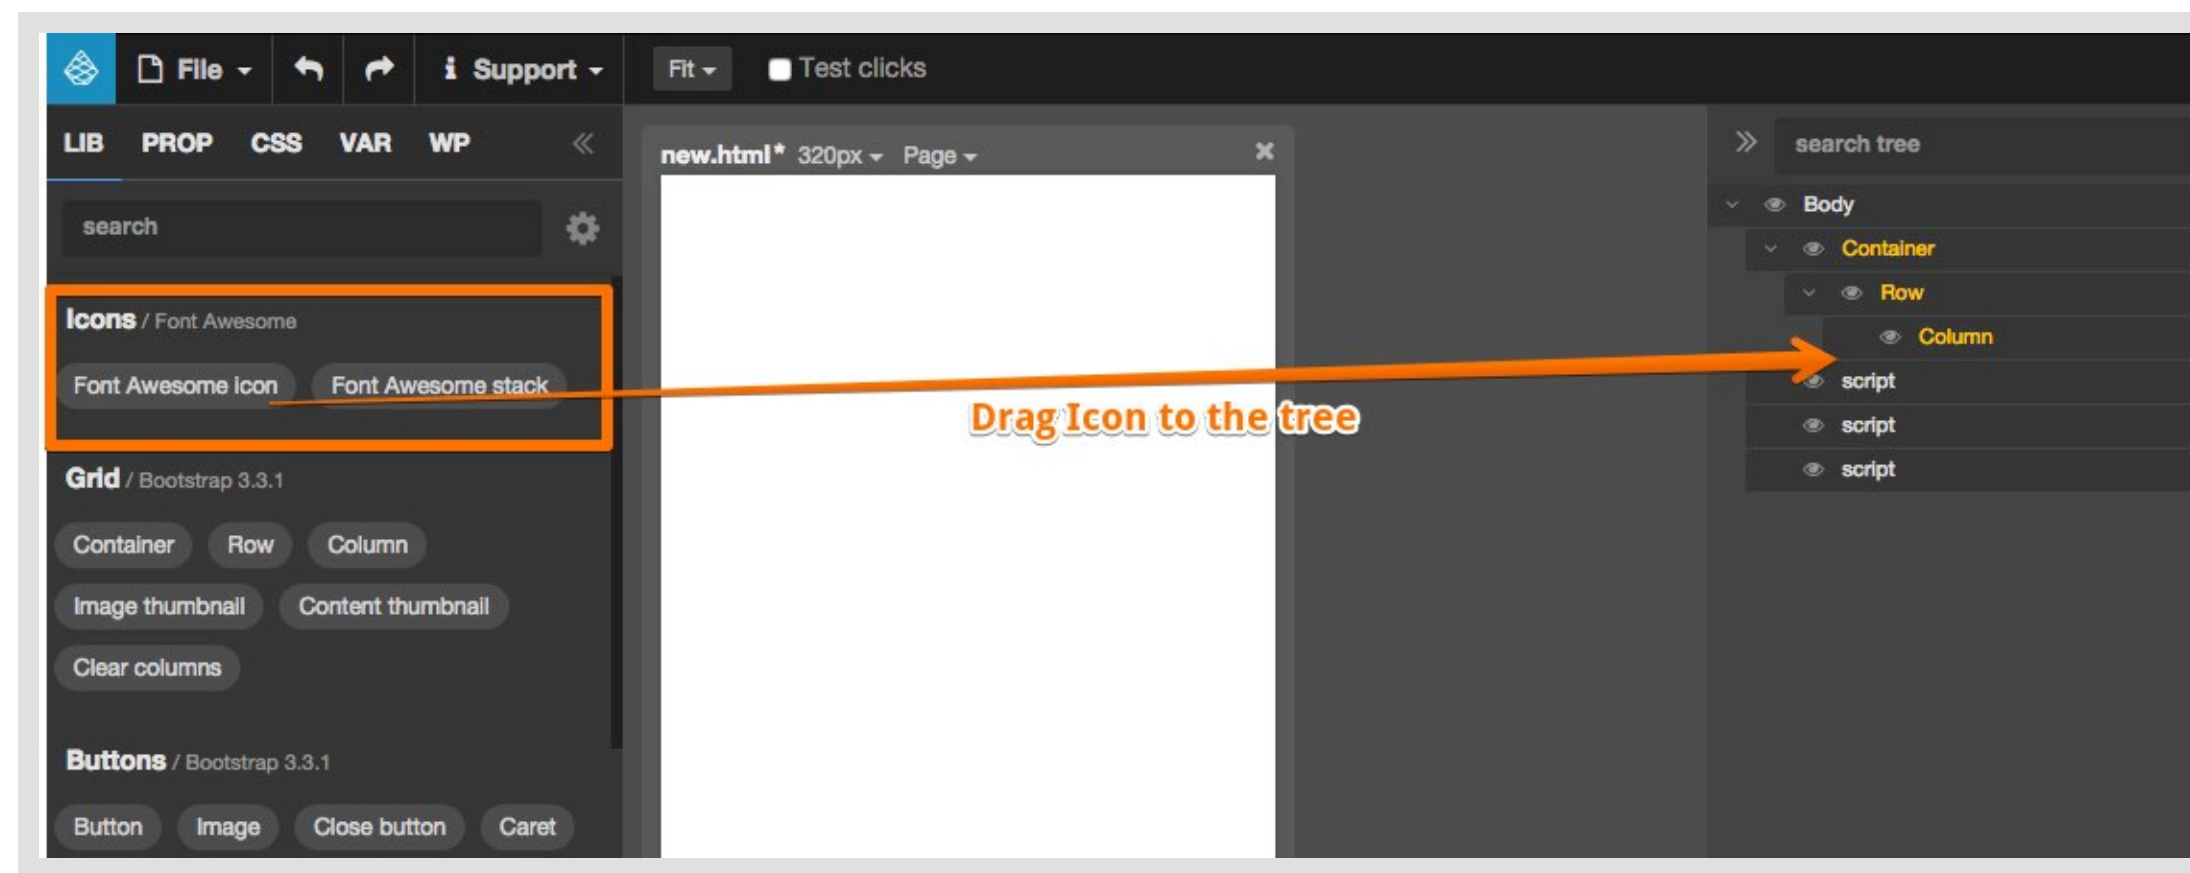 File Support Fit Test clicks
LIB PROP CSS VAR WP
search
Icons / Font Awesome
Font Awesome icon Font Awesome stack
Grid / Bootstrap 3.3.1
Container Row Column
Image thumbnail Content thumbnail
Clear columns
Buttons / Bootstrap 3.3.1
Button Image Close button Caret
new.html* 320px Page
Drag Icon to the tree
search tree
Body
Container
Row
Column
script
script
script